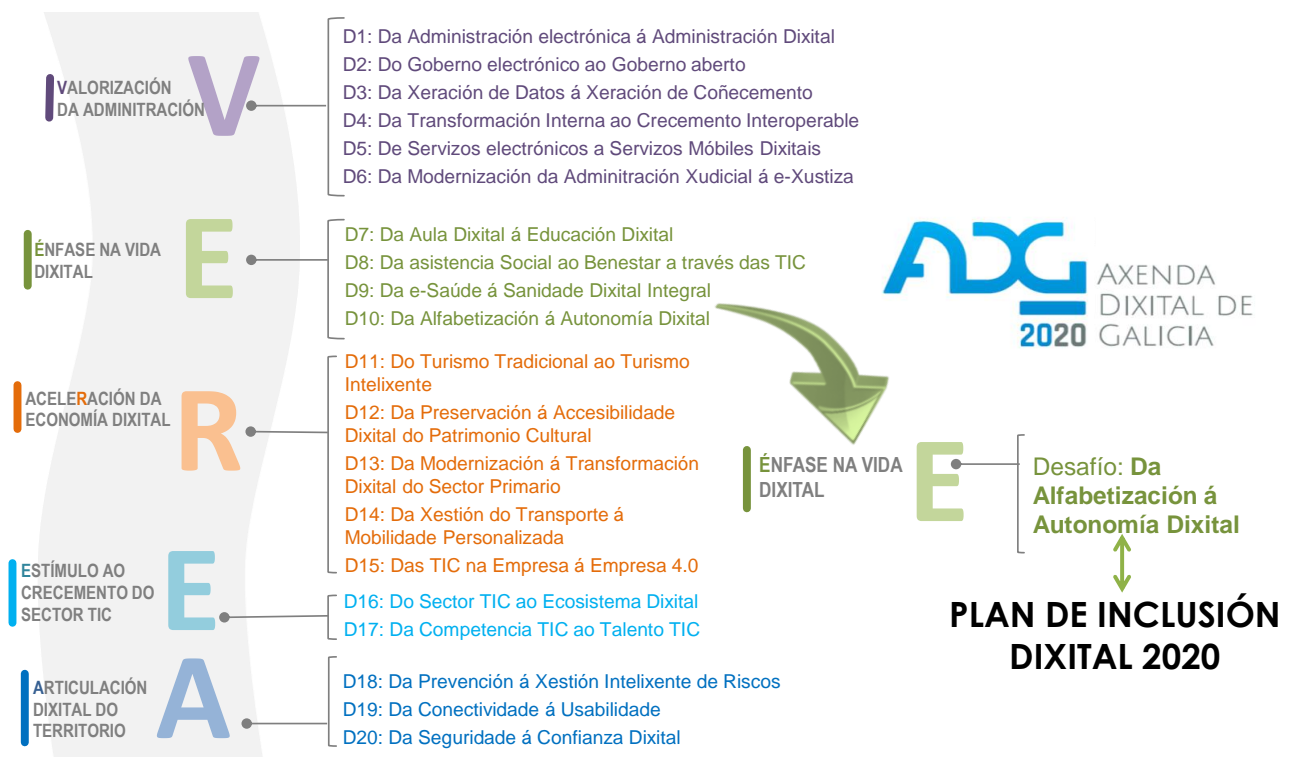 V
VALORIZACIÓN
DA ADMINITRACIÓN
D1: Da Administración electrónica á Administración Dixital
D2: Do Goberno electrónico ao Goberno aberto
D3: Da Xeración de Datos á Xeración de Coñecemento
D4: Da Transformación Interna ao Crecemento Interoperable
D5: De Servizos electrónicos a Servizos Móbiles Dixitais
D6: Da Modernización da Adminitración Xudicial á e-Xustiza
E
ÉNFASE NA VIDA
DIXITAL
D7: Da Aula Dixital á Educación Dixital
D8: Da asistencia Social ao Benestar a través das TIC
D9: Da e-Saúde á Sanidade Dixital Integral
D10: Da Alfabetización á Autonomía Dixital
R
ACELERACIÓN DA
ECONOMÍA DIXITAL
D11: Do Turismo Tradicional ao Turismo
Intelixente
D12: Da Preservación á Accesibilidade
Dixital do Patrimonio Cultural
D13: Da Modernización á Transformación
Dixital do Sector Primario
D14: Da Xestión do Transporte á
Mobilidade Personalizada
D15: Das TIC na Empresa á Empresa 4.0
E
ESTÍMULO AO
CRECEMENTO DO
SECTOR TIC
D16: Do Sector TIC ao Ecosistema Dixital
D17: Da Competencia TIC ao Talento TIC
A
ARTICULACIÓN
DIXITAL DO
TERRITORIO
D18: Da Prevención á Xestión Intelixente de Riscos
D19: Da Conectividade á Usabilidade
D20: Da Seguridade á Confianza Dixital
ADG
2020
AXENDA
DIXITAL DE
GALICIA
ÉNFASE NA VIDA
DIXITAL
E
Desafío: Da
Alfabetización á
Autonomía Dixital
PLAN DE INCLUSIÓN
DIXITAL 2020